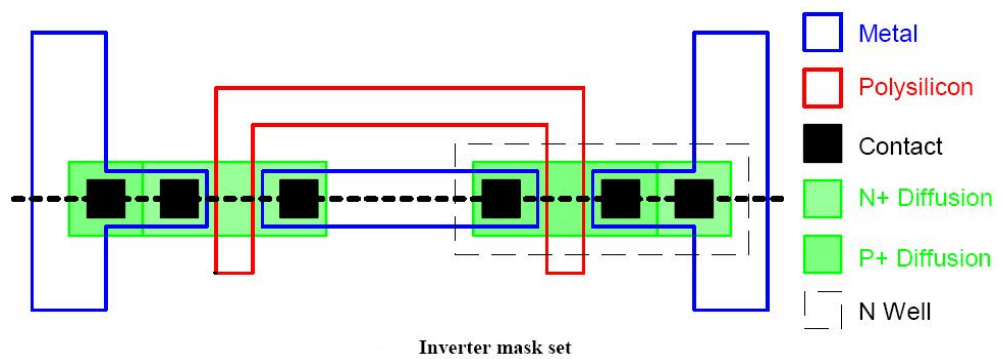 Metal
Polysilicon
Contact
N+ Diffusion
P+ Diffusion
N Well
Inverter mask set